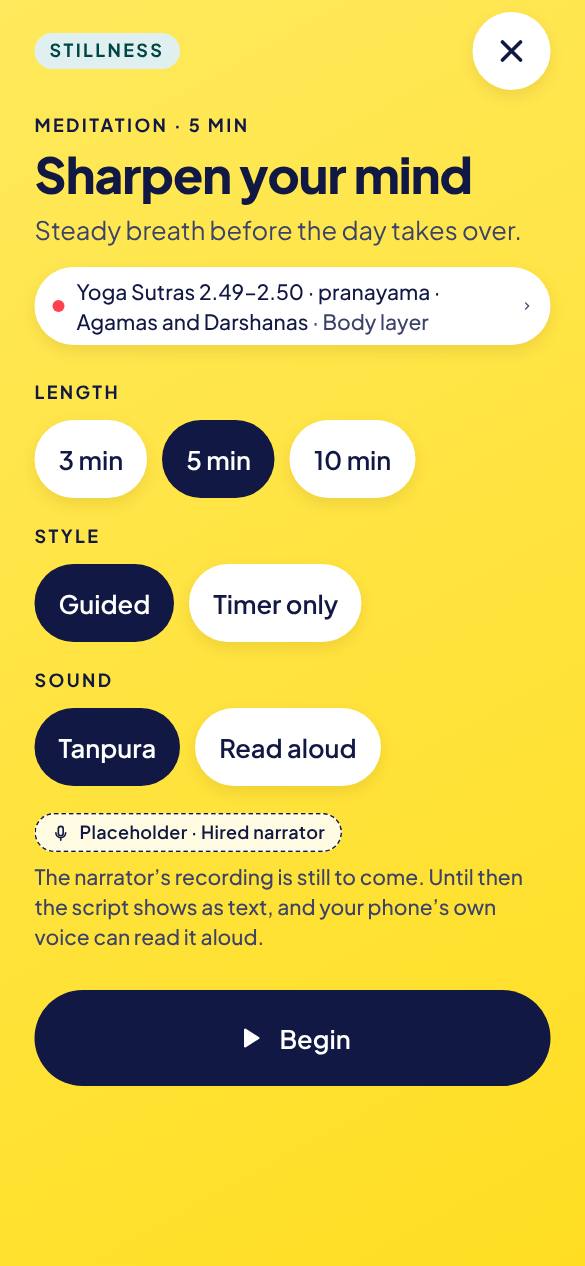 STILLNESS
MEDITATION · 5 MIN
Sharpen your mind
Steady breath before the day takes over.
Yoga Sutras 2.49–2.50 · pranayama ·
Agamas and Darshanas · Body layer
LENGTH
3 min
5 min
10 min
STYLE
Guided
Timer only
SOUND
Tanpura
Read aloud
Placeholder · Hired narrator
The narrator’s recording is still to come. Until then
the script shows as text, and your phone’s own
voice can read it aloud.
Begin